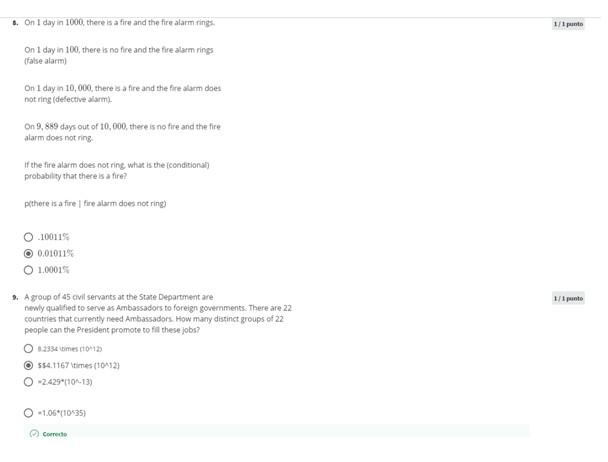 8. On 1 day in 1000, there is a fire and the fire alarm rings.
1 / 1 punto
On 1 day in 100, there is no fire and the fire alarm rings
(false alarm)
On 1 day in 10, 000, there is a fire and the fire alarm does
not ring (defective alarm).
On 9, 889 days out of 10, 000, there is no fire and the fire
alarm does not ring.
If the fire alarm does not ring, what is the (conditional)
probability that there is a fire?
p(there is a fire | fire alarm does not ring)
.10011%
0.01011%
1.0001%
9. A group of 45 civil servants at the State Department are
1 / 1 punto
newly qualified to serve as Ambassadors to foreign governments. There are 22
countries that currently need Ambassadors. How many distinct groups of 22
people can the President promote to fill these jobs?
8.2334 \times (10^12)
$$4.1167 \times (10^12)
=2.429*(10^-13)
=1.06*(10^35)
Correcto